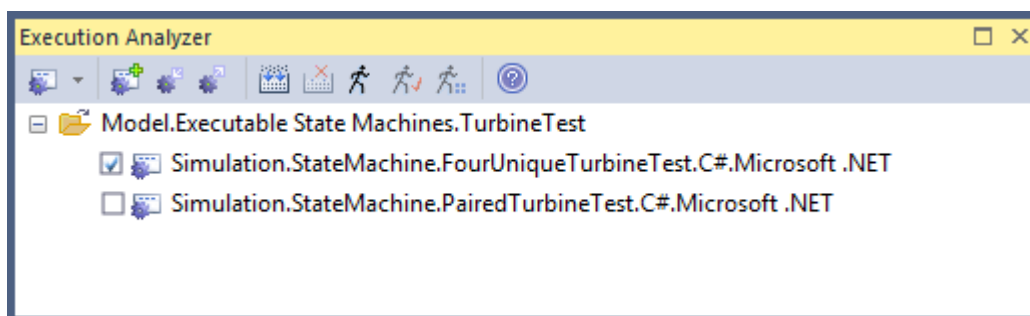 Execution Analyzer
Model.Executable State Machines.TurbineTest
Simulation.StateMachine.FourUniqueTurbineTest.C#.Microsoft .NET
Simulation.StateMachine.PairedTurbineTest.C#.Microsoft .NET